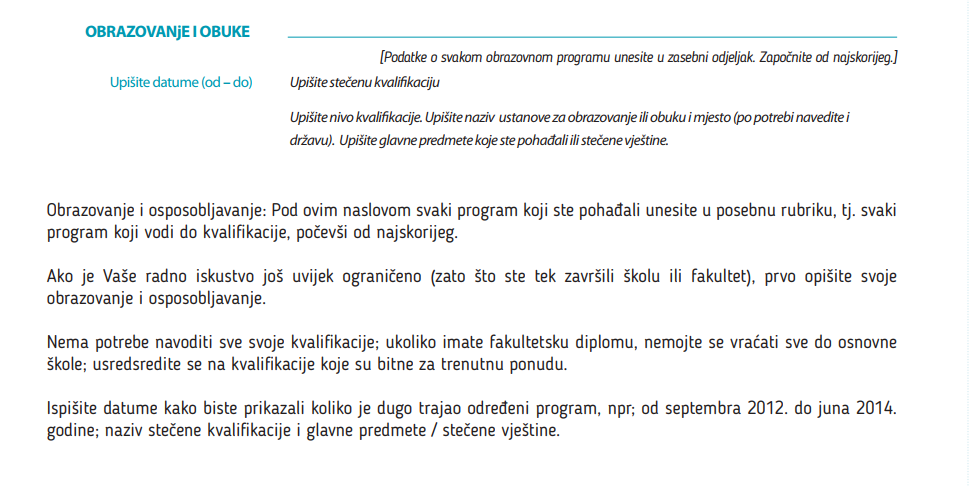 OBRAZOVANjE I OBUKE
[Podatke o svakom obrazovnom programu unesite u zasebni odjeljak. Započnite od najskorijeg.]
Upišite datume (od – do)
Upišite stečenu kvalifikaciju
Upišite nivo kvalifikacije. Upišite naziv ustanove za obrazovanje ili obuku i mjesto (po potrebi navedite i
državu). Upišite glavne predmete koje ste pohađali ili stečene vještine.
Obrazovanje i osposobljavanje: Pod ovim naslovom svaki program koji ste pohađali unesite u posebnu rubriku, tj. svaki
program koji vodi do kvalifikacije, počevši od najskorijeg.
Ako je Vaše radno iskustvo još uvijek ograničeno (zato što ste tek završili školu ili fakultet), prvo opišite svoje
obrazovanje i osposobljavanje.
Nema potrebe navoditi sve svoje kvalifikacije; ukoliko imate fakultetsku diplomu, nemojte se vraćati sve do osnovne
škole; usredsredite se na kvalifikacije koje su bitne za trenutnu ponudu.
Ispišite datume kako biste prikazali koliko je dugo trajao određeni program, npr; od septembra 2012. do juna 2014.
godine; naziv stečene kvalifikacije i glavne predmete / stečene vještine.